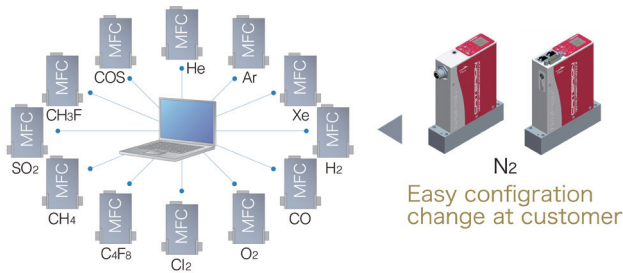 MFC
He
MFC
Ar
MFC
Xe
MFC
H2
MFC
CO
MFC
O2
MFC
Cl2
MFC
C4F8
MFC
CH4
MFC
SO2
MFC
CH3F
MFC
COS
N2
Easy configration
change at customer